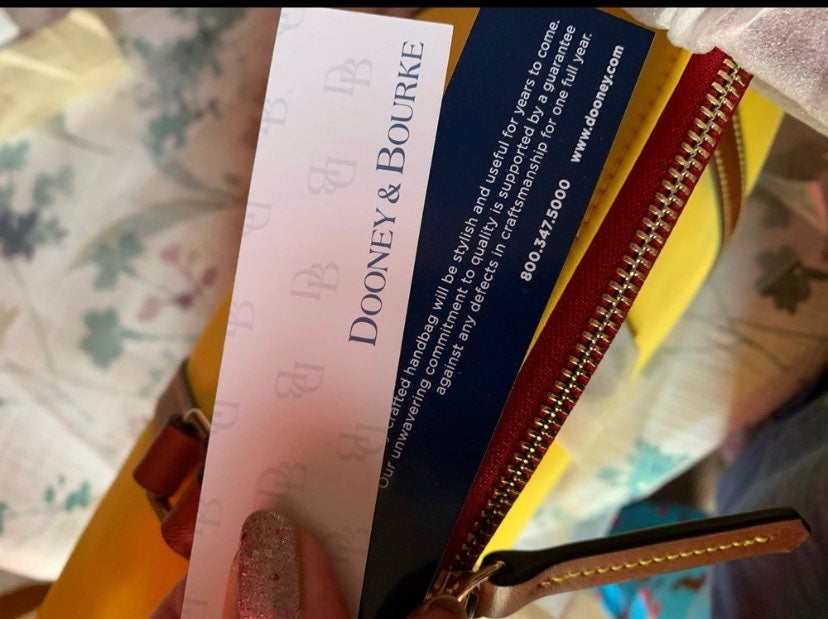 DOONEY & BOURKE
crafted handbag will be stylish and useful for years to come.
Our unwavering commitment to quality is supported by a guarantee
against any defects in craftsmanship for one full year.
800.347.5000 www.dooney.com